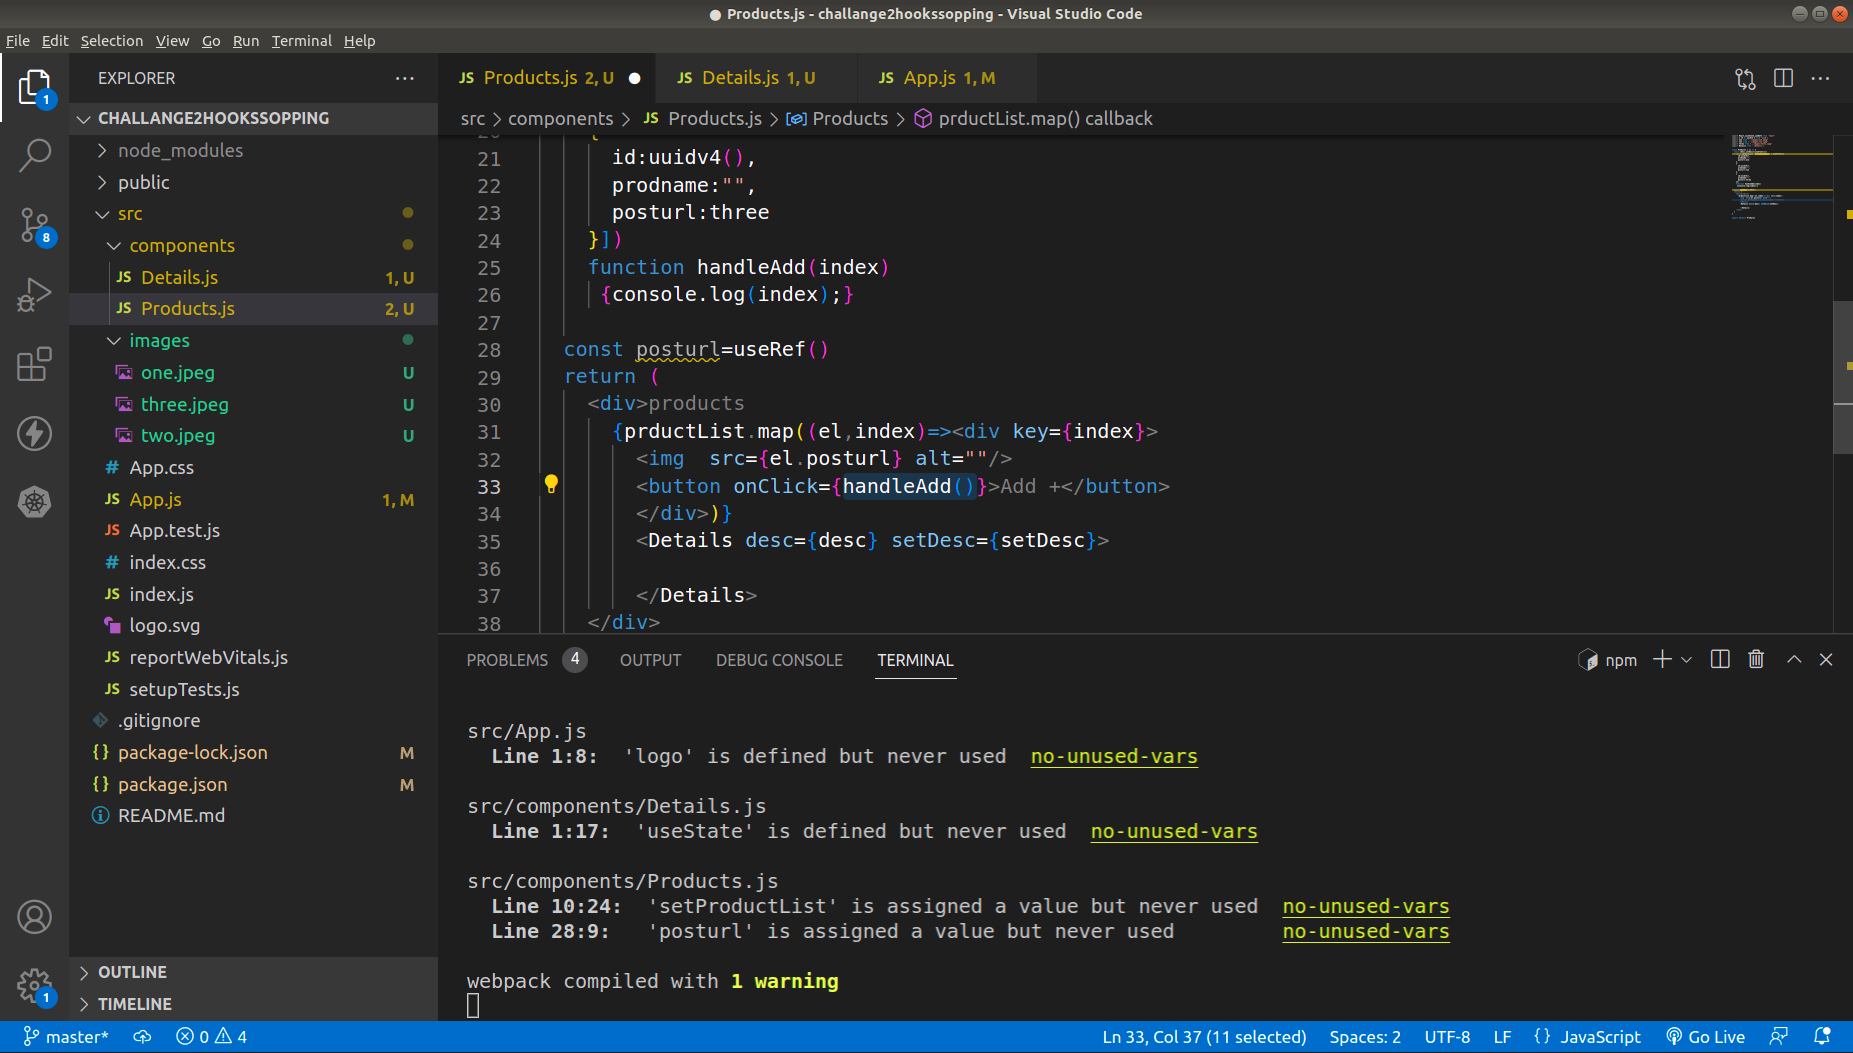 Products.js - challange2hookssopping - Visual Studio Code
File Edit Selection View Go Run Terminal Help
EXPLORER
CHALLANGE2HOOKSSOPPING
node_modules
public
src
components
JS Details.js 1, U
JS Products.js 2, U
images
one.jpeg U
three.jpeg U
two.jpeg U
# App.css
JS App.js 1, M
JS App.test.js
# index.css
JS index.js
logo.svg
JS reportWebVitals.js
JS setupTests.js
.gitignore
{} package-lock.json M
{} package.json M
README.md
OUTLINE
TIMELINE
1
8
1
JS Products.js 2, U
JS Details.js 1, U
JS App.js 1, M
src > components > JS Products.js > Products > prductList.map() callback
20 {
21 id:uuidv4(),
22 prodname:"",
23 posturl:three
24 }])
25 function handleAdd(index)
26 {console.log(index);}
27
28 const posturl=useRef()
29 return (
30 <div>products
31 {prductList.map((el,index)=><div key={index}>
32 <img  src={el.posturl} alt=""/>
33 <button onClick={handleAdd()}>Add +</button>
34 </div>)}
35 <Details desc={desc} setDesc={setDesc}>
36
37 </Details>
38 </div>
PROBLEMS 4 OUTPUT DEBUG CONSOLE TERMINAL
npm
src/App.js
Line 1:8: 'logo' is defined but never used no-unused-vars
src/components/Details.js
Line 1:17: 'useState' is defined but never used no-unused-vars
src/components/Products.js
Line 10:24: 'setProductList' is assigned a value but never used no-unused-vars
Line 28:9: 'posturl' is assigned a value but never used no-unused-vars
webpack compiled with 1 warning
master* 0 4
Ln 33, Col 37 (11 selected) Spaces: 2 UTF-8 LF {} JavaScript Go Live